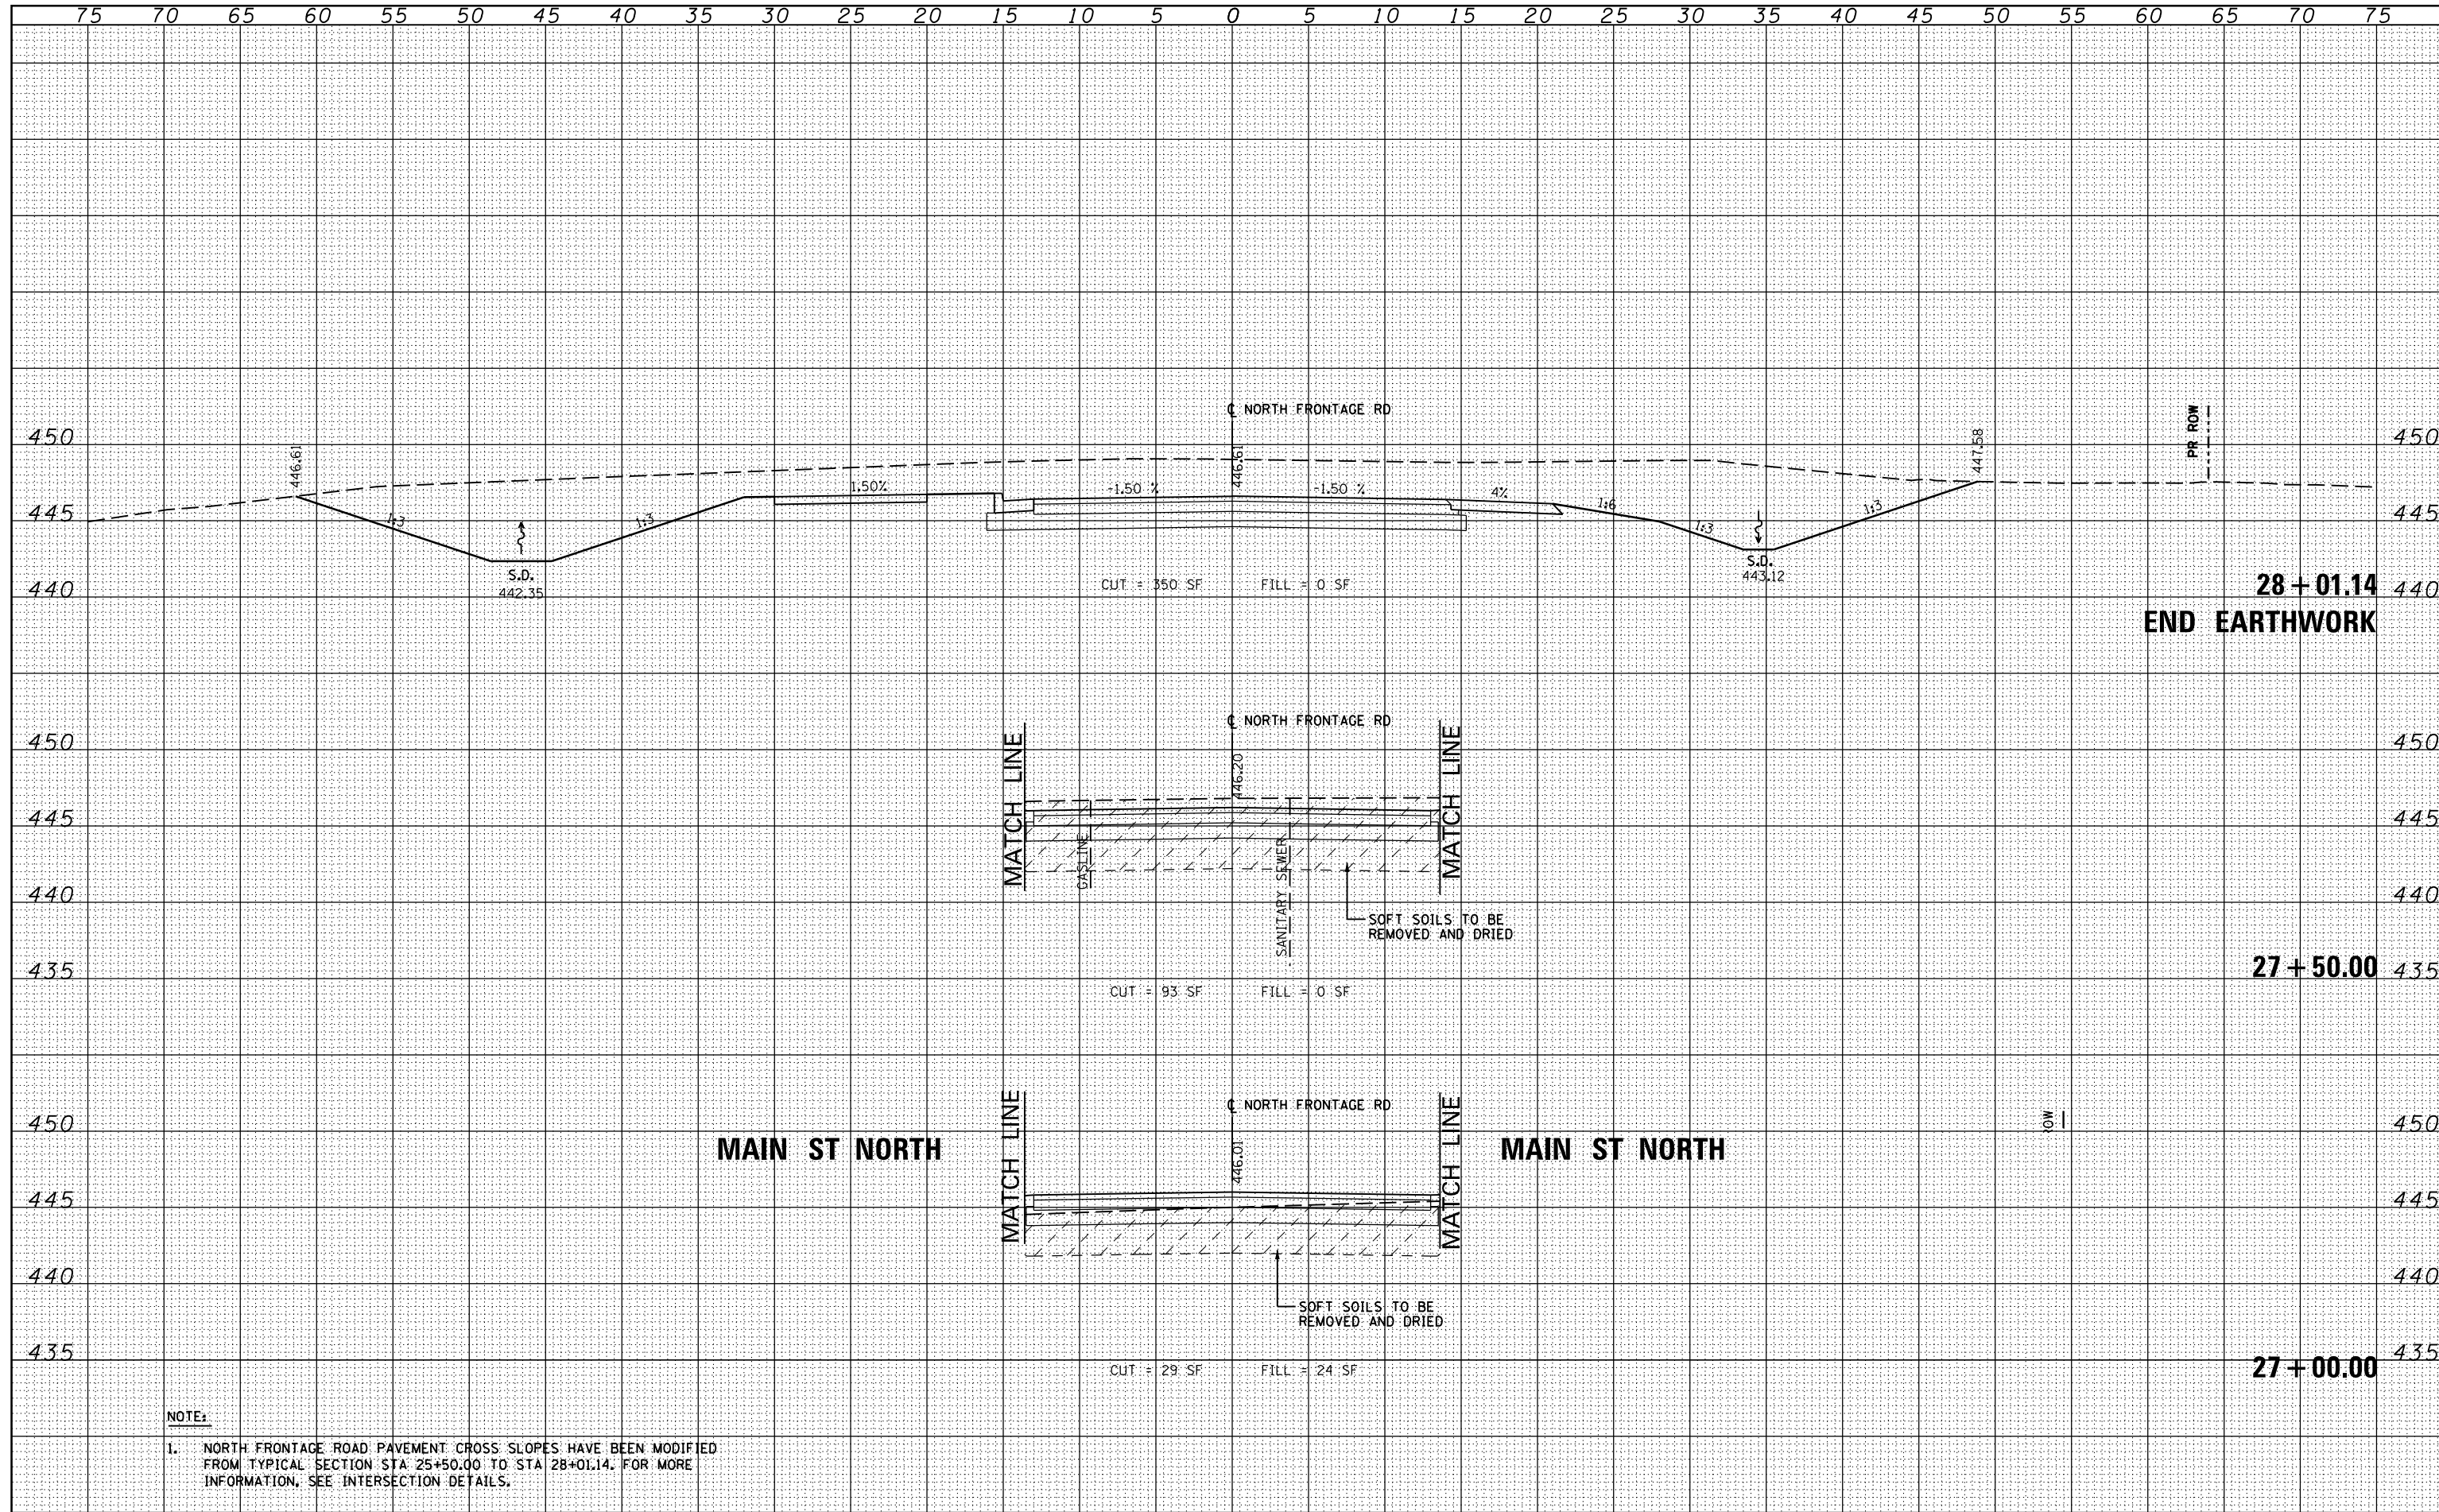 75 70 65 60 55 50 45 40 35 30 25 20 15 10 5 0 5 10 15 20 25 30 35 40 45 50 55 60 65 70 75
℄ NORTH FRONTAGE RD
PR ROW
450 450
446.61 446.61 447.58
1.50% -1.50 % -1.50 % 4% 1:6
445 1:3 1:3 1:3 1:3 445
S.D. S.D.
442.35 443.12
CUT = 350 SF FILL = 0 SF
440 28+01.14 440
END EARTHWORK
℄ NORTH FRONTAGE RD
450 450
MATCH LINE 446.20 MATCH LINE
445 445
GASLINE SANITARY SEWER
440 440
SOFT SOILS TO BE
REMOVED AND DRIED
435 27+50.00 435
CUT = 93 SF FILL = 0 SF
℄ NORTH FRONTAGE RD
450 ROW 450
MAIN ST NORTH MATCH LINE 446.01 MATCH LINE MAIN ST NORTH
445 445
440 440
SOFT SOILS TO BE
REMOVED AND DRIED
435 435
CUT = 29 SF FILL = 24 SF 27+00.00
NOTE:
1. NORTH FRONTAGE ROAD PAVEMENT CROSS SLOPES HAVE BEEN MODIFIED
FROM TYPICAL SECTION STA 25+50.00 TO STA 28+01.14. FOR MORE
INFORMATION, SEE INTERSECTION DETAILS.